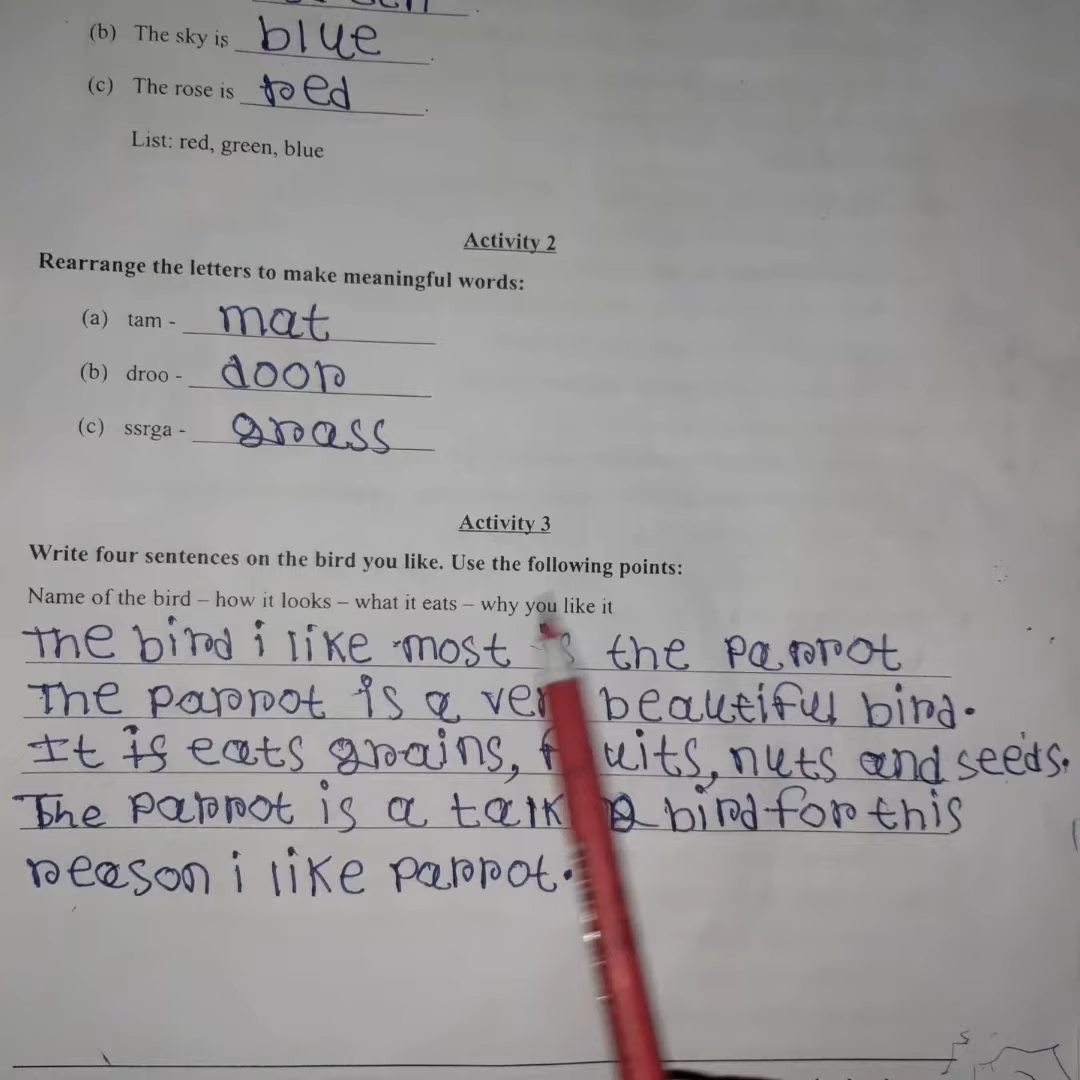 (b) The sky is blue.
(c) The rose is red.
List: red, green, blue
Activity 2
Rearrange the letters to make meaningful words:
(a) tam - mat
(b) droo - door
(c) ssrga - grass
Activity 3
Write four sentences on the bird you like. Use the following points:
Name of the bird – how it looks – what it eats – why you like it
The bird i like most is the parrot
The parrot is a beautiful bird.
It is eats grains, nuts and seeds.
The parrot is a bird for this
reason i like parrot.